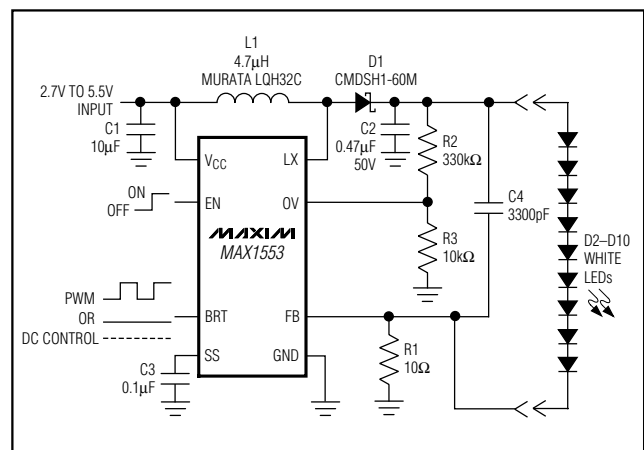 L1
4.7µH
MURATA LQH32C
D1
CMDSH1-60M
2.7V TO 5.5V
INPUT
C1
10µF
C2
0.47µF
50V
R2
330kΩ
C4
3300pF
VCC
LX
ON
OFF
EN
OV
MAXIM
MAX1553
R3
10kΩ
D2–D10
WHITE
LEDs
PWM
OR
DC CONTROL
BRT
FB
SS
GND
C3
0.1µF
R1
10Ω